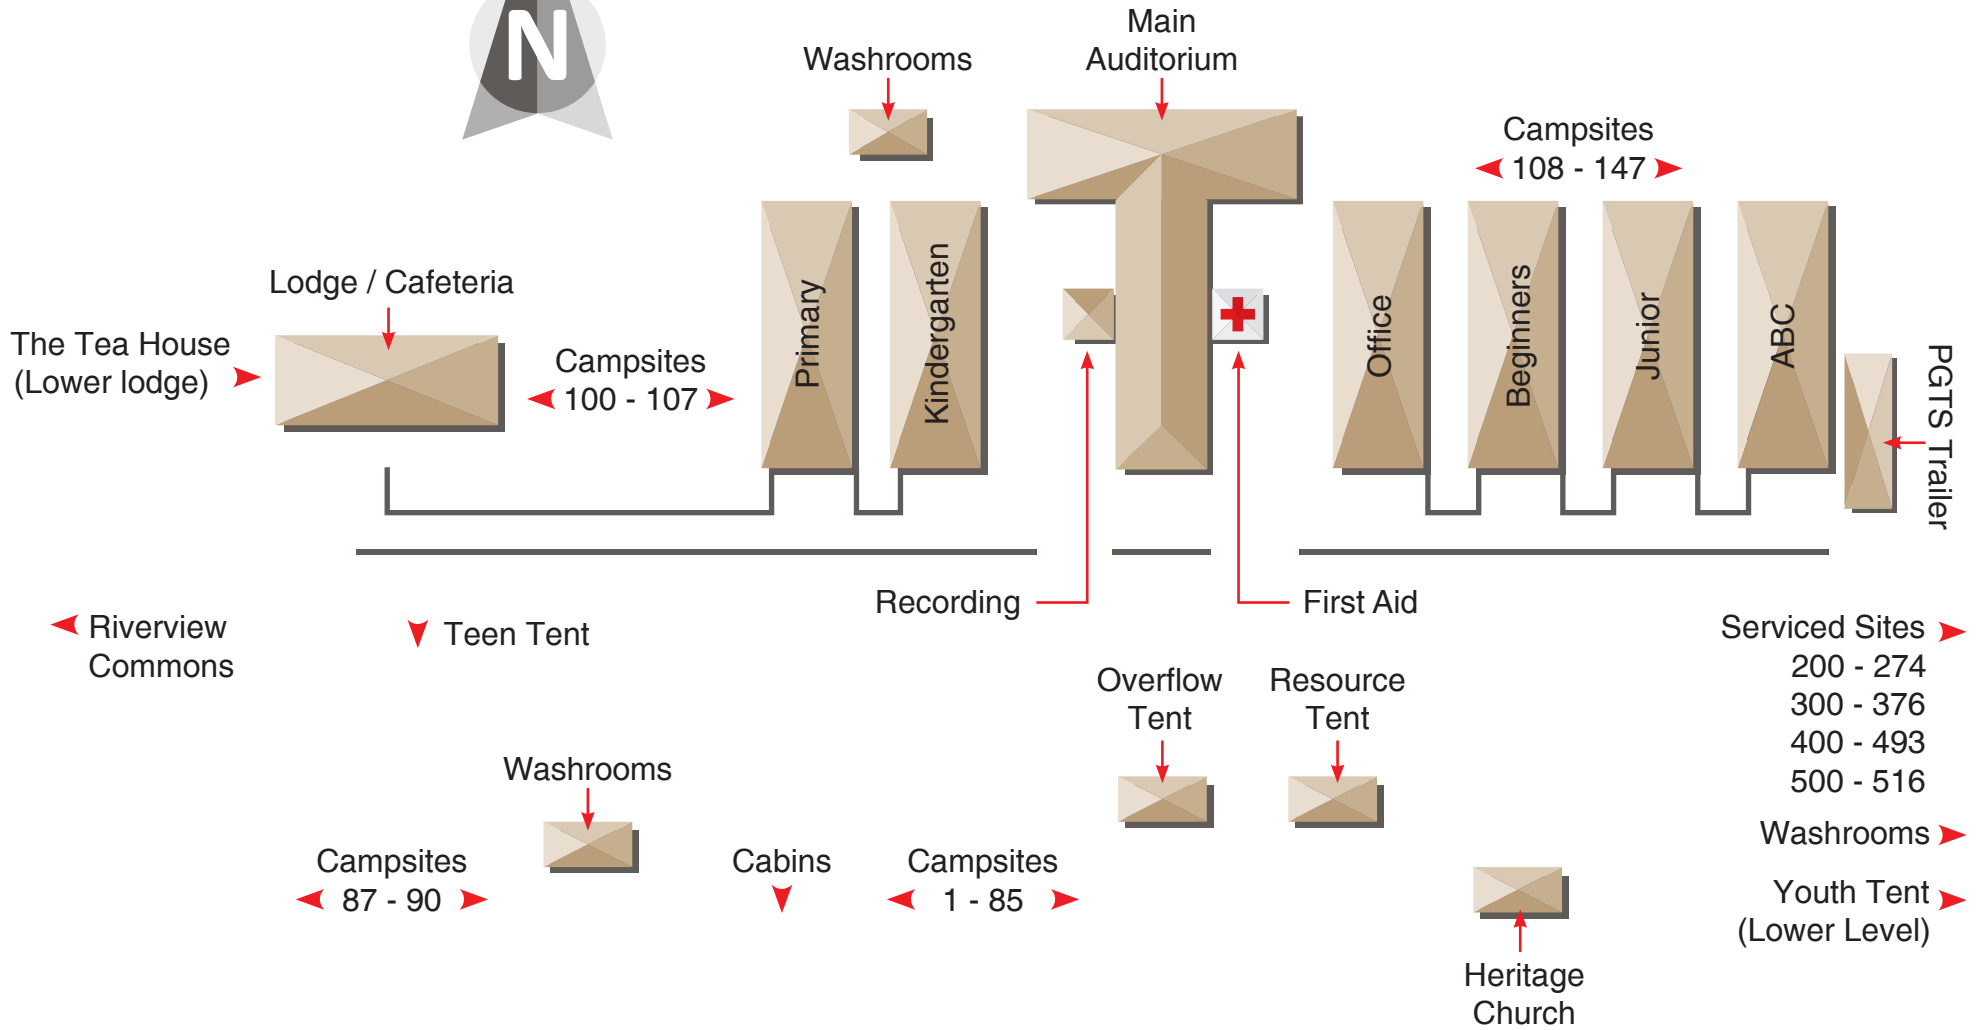 N
Main
Auditorium
Washrooms
Campsites
108 - 147
Lodge / Cafeteria
The Tea House
(Lower lodge)
Campsites
100 - 107
Primary
Kindergarten
Office
Beginners
Junior
ABC
PGTS Trailer
Recording
First Aid
Riverview
Commons
Teen Tent
Serviced Sites
200 - 274
300 - 376
400 - 493
500 - 516
Overflow
Tent
Resource
Tent
Washrooms
Washrooms
Campsites
87 - 90
Cabins
Campsites
1 - 85
Youth Tent
(Lower Level)
Heritage
Church